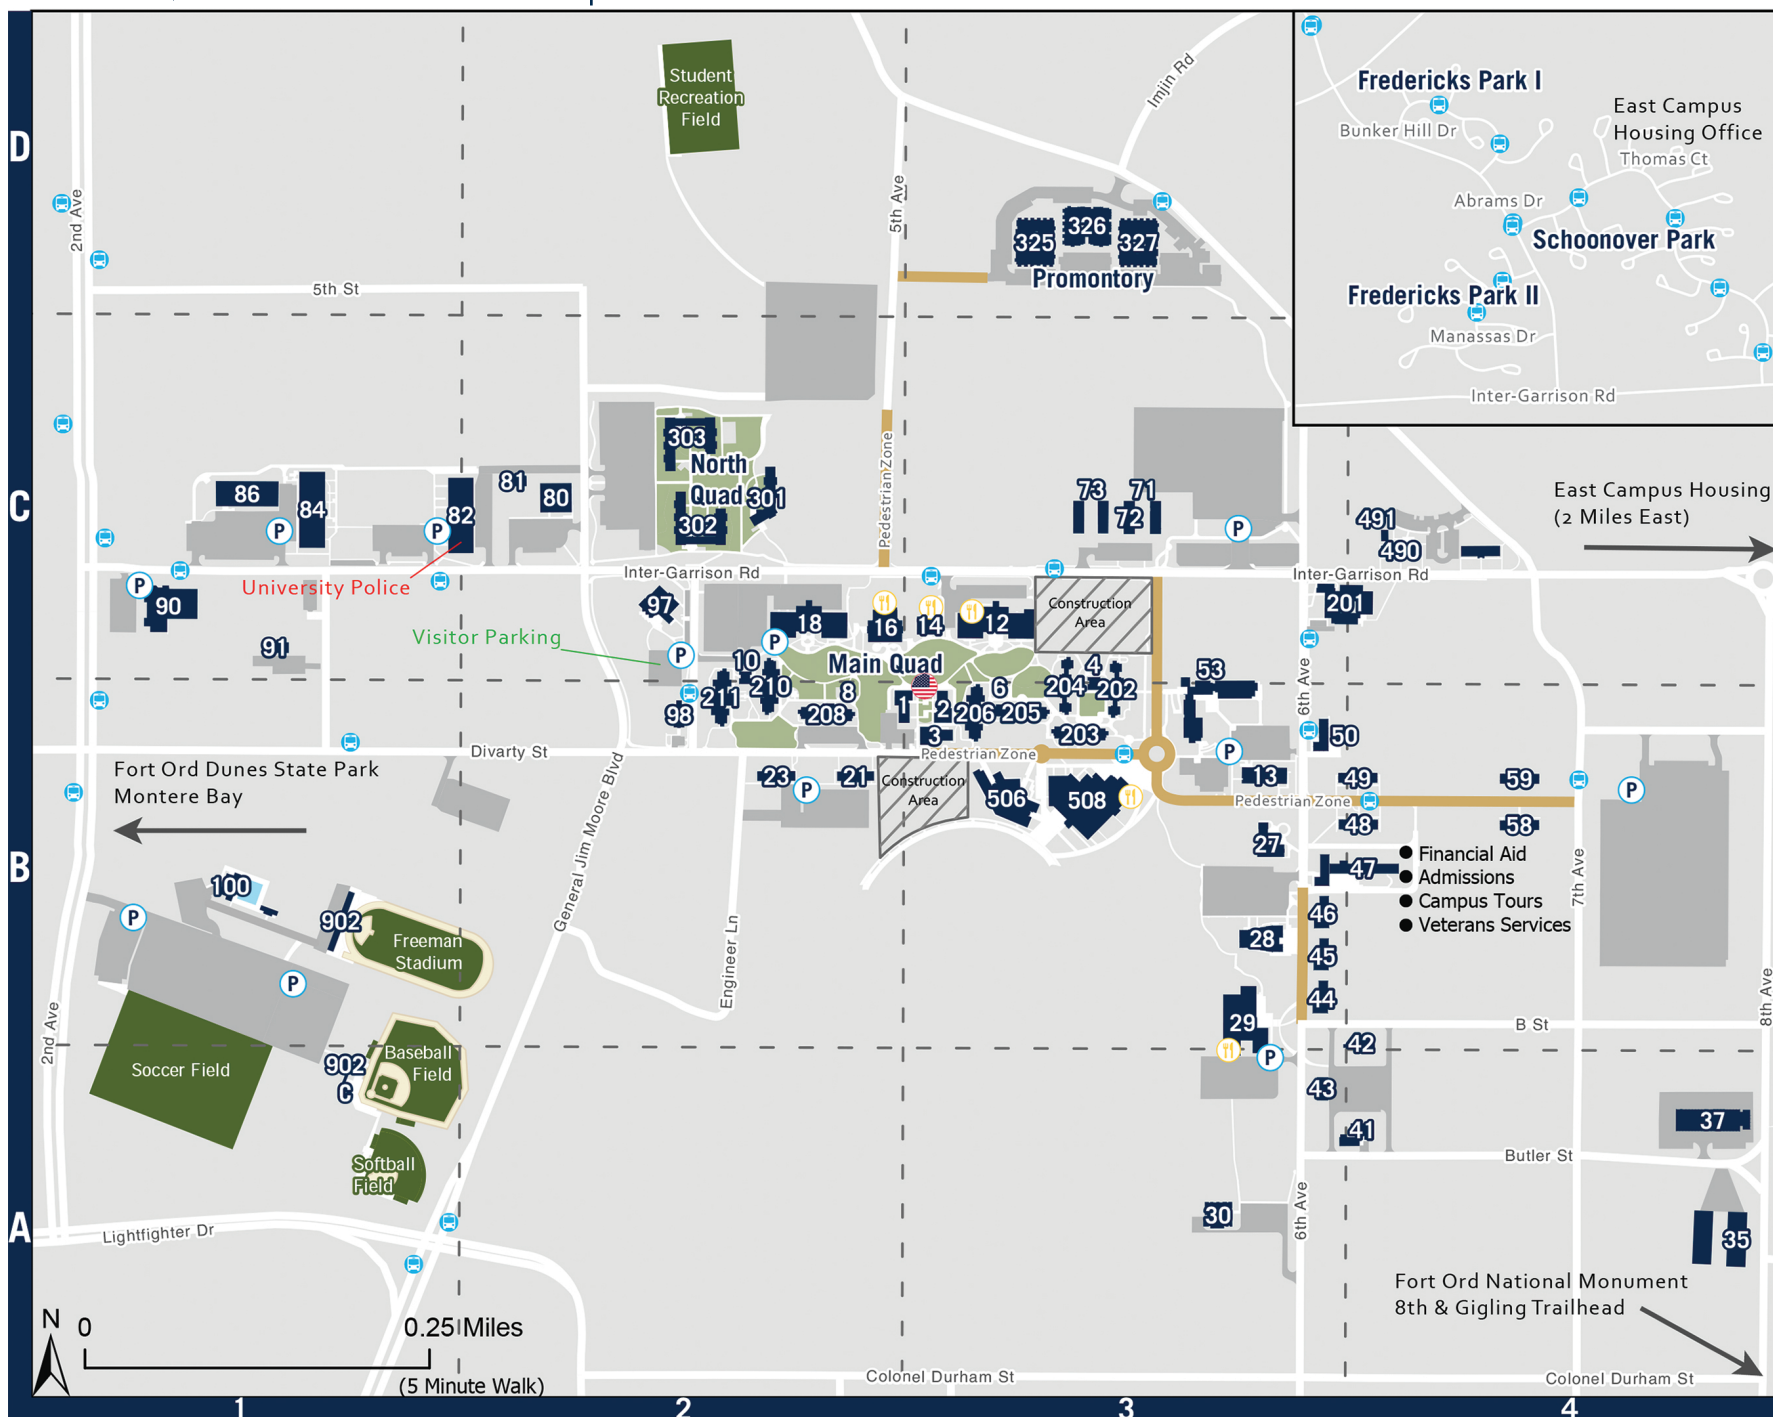 D
C
B
A
1
2
3
4
Student
Recreation
Field
Imjin Rd
5th Ave
2nd Ave
5th St
325
326
327
Promontory
Fredericks Park I
Bunker Hill Dr
East Campus
Housing Office
Thomas Ct
Abrams Dr
Schoonover Park
Fredericks Park II
Manassas Dr
Inter-Garrison Rd
303
North
Quad
301
302
Pedestrian Zone
86
84
82
81
80
P
P
73
71
72
P
491
490
East Campus Housing
(2 Miles East)
University Police
Inter-Garrison Rd
Inter-Garrison Rd
P
90
91
97
Visitor Parking
P
P
18
16
14
12
Construction
Area
201
Main Quad
10
211
210
98
8
208
1
2
3
6
206
205
4
204
202
203
53
6th Ave
50
Divarty St
Pedestrian Zone
P
Fort Ord Dunes State Park
Montere Bay
General Jim Moore Blvd
23
P
21
Construction
Area
506
508
13
49
59
P
Pedestrian Zone
48
58
27
47
Financial Aid
Admissions
Campus Tours
Veterans Services
7th Ave
100
902
Freeman
Stadium
P
P
Engineer Ln
46
28
45
44
29
P
B St
8th Ave
42
43
41
2nd Ave
Soccer Field
902
C
Baseball
Field
Softball
Field
37
Butler St
30
6th Ave
35
Lightfighter Dr
Fort Ord National Monument
8th & Gigling Trailhead
N
0
0.25 Miles
(5 Minute Walk)
Colonel Durham St
Colonel Durham St